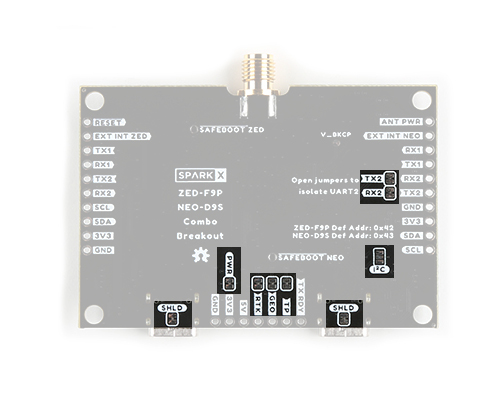 RESET
ANT PWR
EXT INT ZED
SAFEBOOT ZED
V_BKCP
EXT INT NEO
TX1
RX1
RX1
TX1
TX2
SPARK X
Open jumpers to
TX2
RX2
RX2
ZED-F9P
isolate UART2
RX2
TX2
SCL
NEO-D9S
GND
SDA
Combo
ZED-F9P Def Addr: 0x42
3V3
3V3
Breakout
NEO-D9S Def Addr: 0x43
SDA
GND
SAFEBOOT NEO
SCL
PWR
I²C
GND
3V3
5V
RTK
GEO
TP
TXRDY
SHLD
SHLD